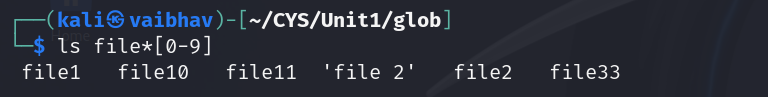 ┌──(kali㉿vaibhav)-[~/CYS/Unit1/glob]
└─$ ls file*[0-9]
file1   file10   file11  'file 2'   file2   file33